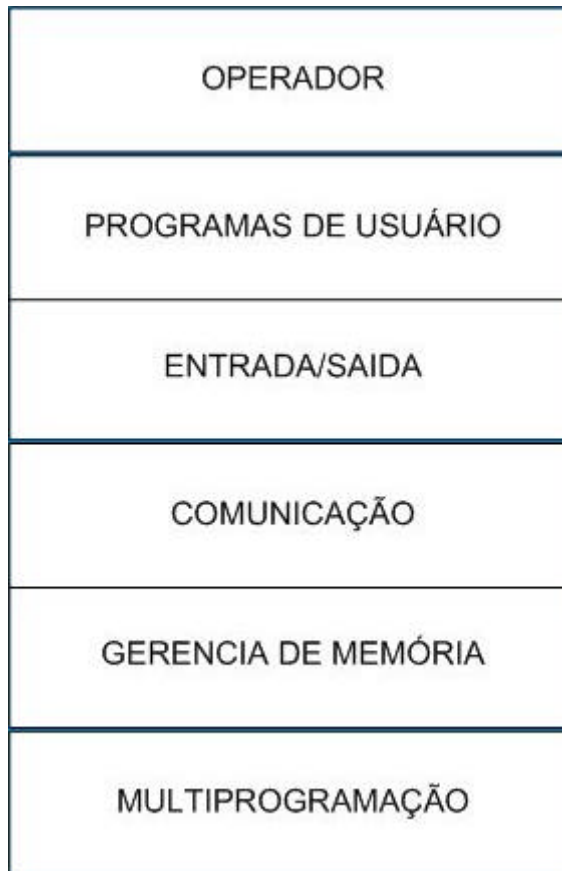 OPERADOR
PROGRAMAS DE USUÁRIO
ENTRADA/SAIDA
COMUNICAÇÃO
GERENCIA DE MEMÓRIA
MULTIPROGRAMAÇÃO